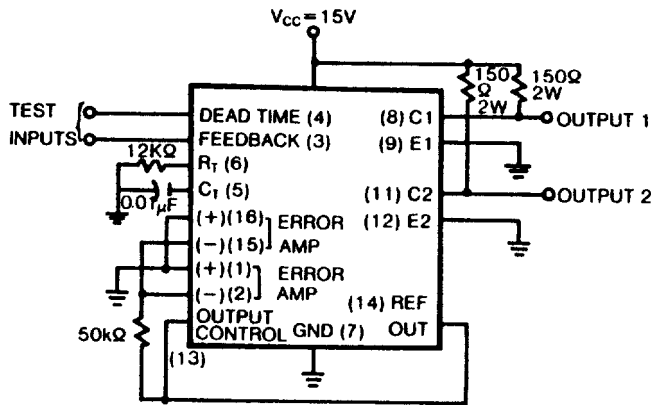 VCC = 15V
150
Ω
2W
150Ω
2W
TEST
INPUTS
DEAD TIME (4)
FEEDBACK (3)
12KΩ
RT (6)
0.01μF
CT (5)
(+)(16)
(−)(15)
ERROR
AMP
(+)(1)
(−)(2)
ERROR
AMP
50kΩ
OUTPUT
CONTROL
(13)
GND (7)
(8) C1
OUTPUT 1
(9) E1
(11) C2
OUTPUT 2
(12) E2
(14) REF
OUT